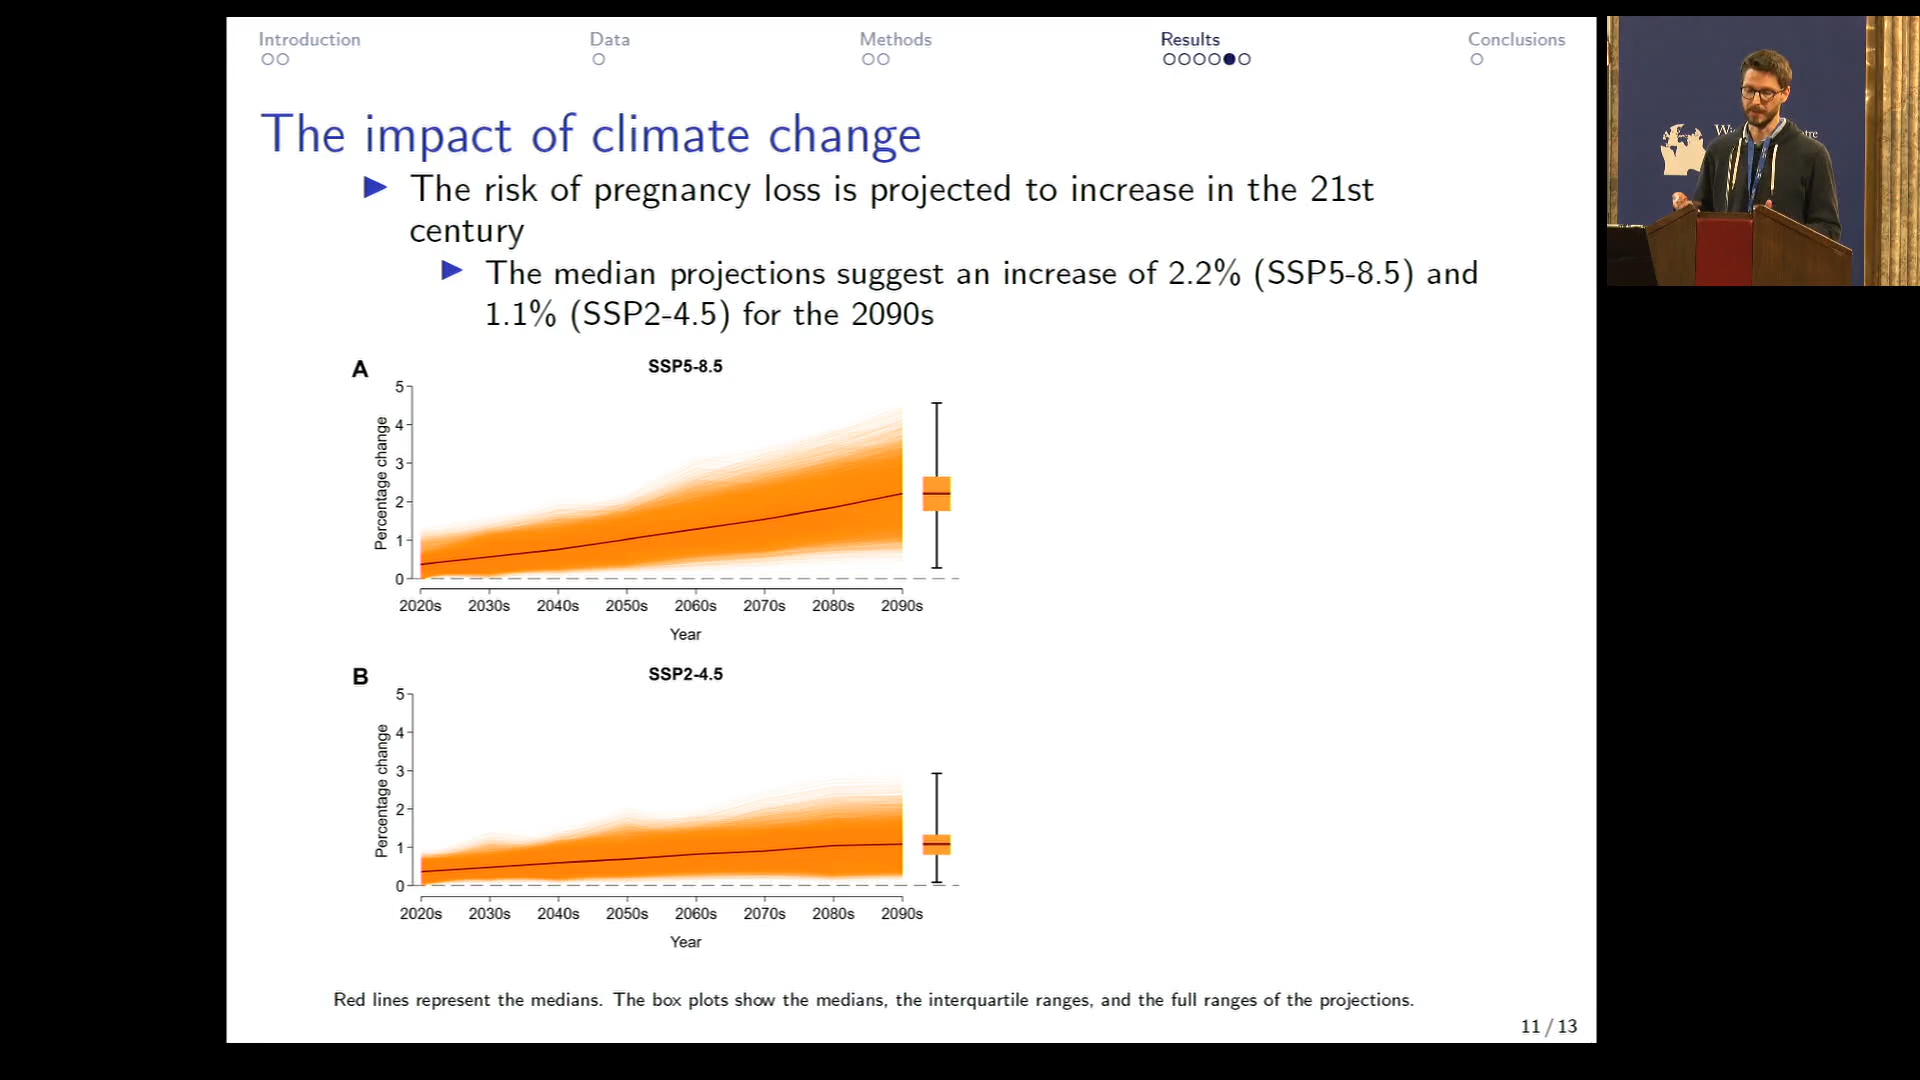 Introduction Data Methods Results Conclusions
The impact of climate change
The risk of pregnancy loss is projected to increase in the 21st
century
The median projections suggest an increase of 2.2% (SSP5-8.5) and
1.1% (SSP2-4.5) for the 2090s
A SSP5-8.5
5
4
3
2
1
0
Percentage change
2020s 2030s 2040s 2050s 2060s 2070s 2080s 2090s
Year
B SSP2-4.5
5
4
3
2
1
0
Percentage change
2020s 2030s 2040s 2050s 2060s 2070s 2080s 2090s
Year
Red lines represent the medians. The box plots show the medians, the interquartile ranges, and the full ranges of the projections.
11 / 13